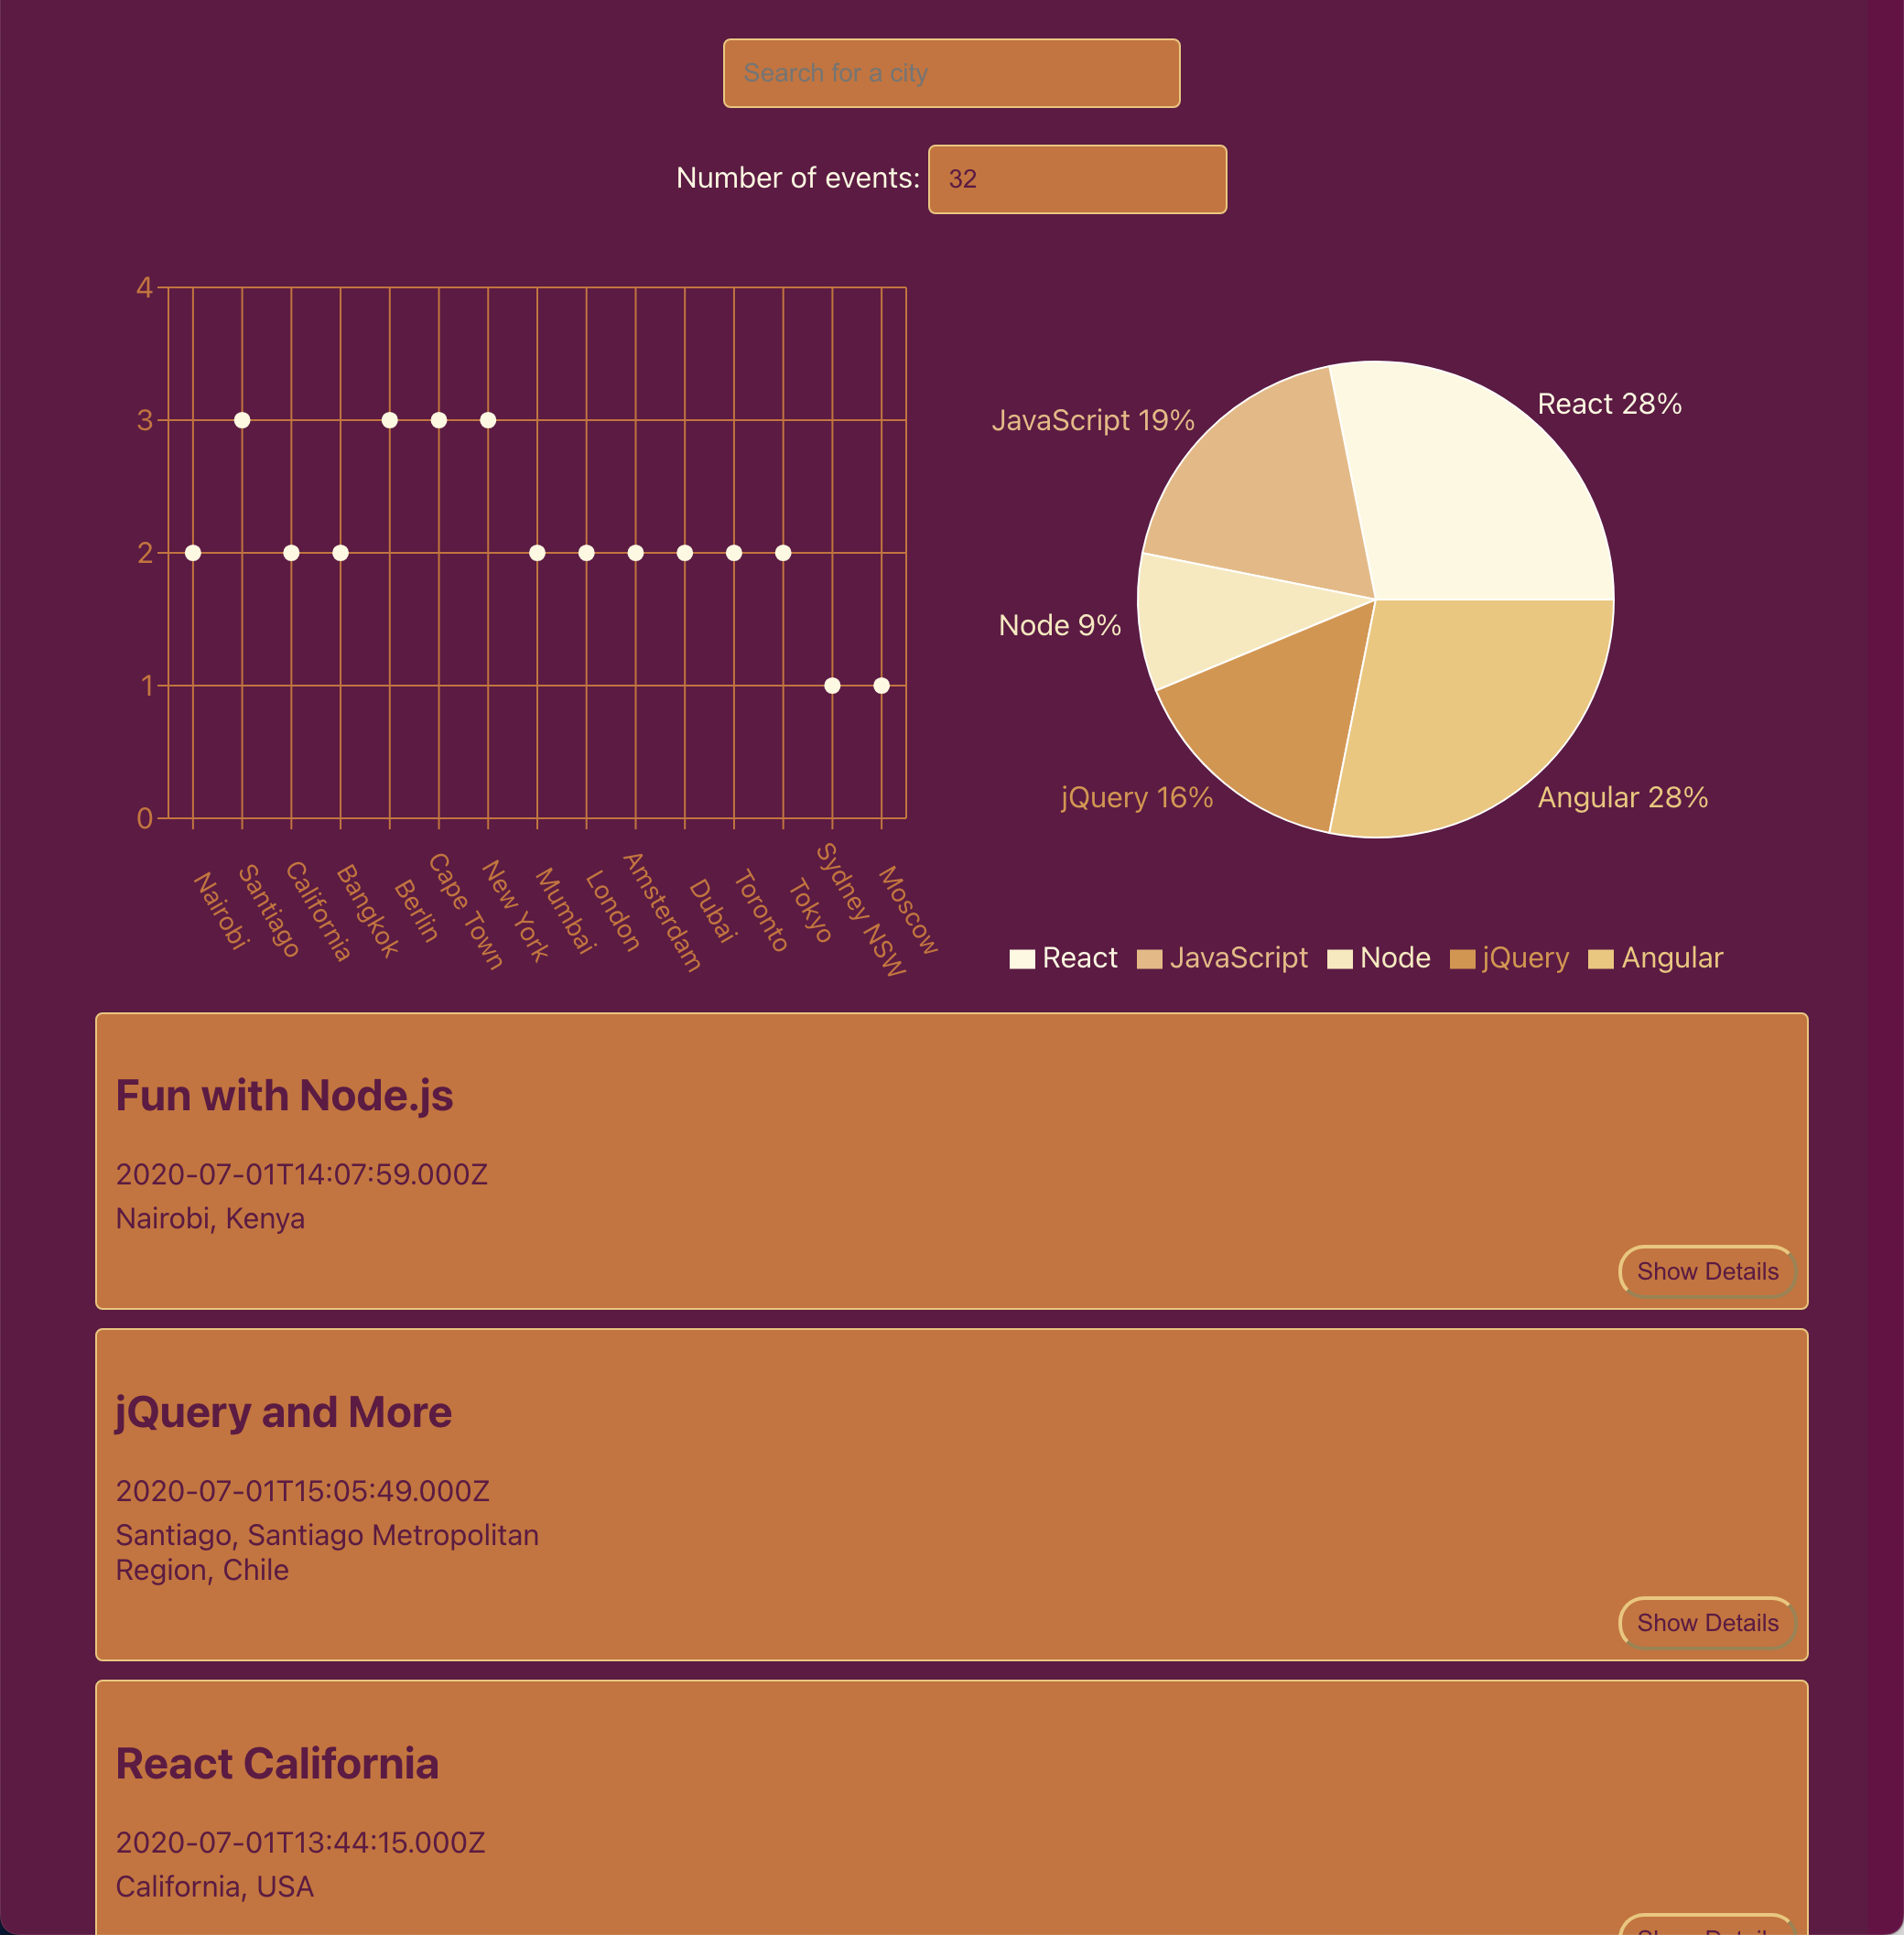 Search for a city
Number of events: 32
4
3
2
1
0
Nairobi
Santiago
California
Bangkok
Berlin
Cape Town
New York
Mumbai
London
Amsterdam
Dubai
Toronto
Tokyo
Sydney NSW
Moscow
React 28%
JavaScript 19%
Node 9%
jQuery 16%
Angular 28%
React JavaScript Node jQuery Angular
Fun with Node.js
2020-07-01T14:07:59.000Z
Nairobi, Kenya
Show Details
jQuery and More
2020-07-01T15:05:49.000Z
Santiago, Santiago Metropolitan
Region, Chile
Show Details
React California
2020-07-01T13:44:15.000Z
California, USA
Show Details